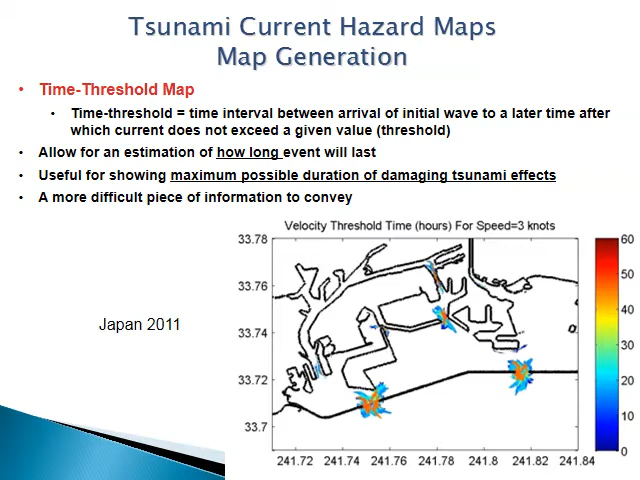 Tsunami Current Hazard Maps
Map Generation
• Time-Threshold Map
• Time-threshold = time interval between arrival of initial wave to a later time after
which current does not exceed a given value (threshold)
• Allow for an estimation of how long event will last
• Useful for showing maximum possible duration of damaging tsunami effects
• A more difficult piece of information to convey
Velocity Threshold Time (hours) For Speed=3 knots
33.78
33.76
33.74
33.72
33.7
241.72 241.74 241.76 241.78 241.8 241.82 241.84
60
50
40
30
20
10
0
Japan 2011